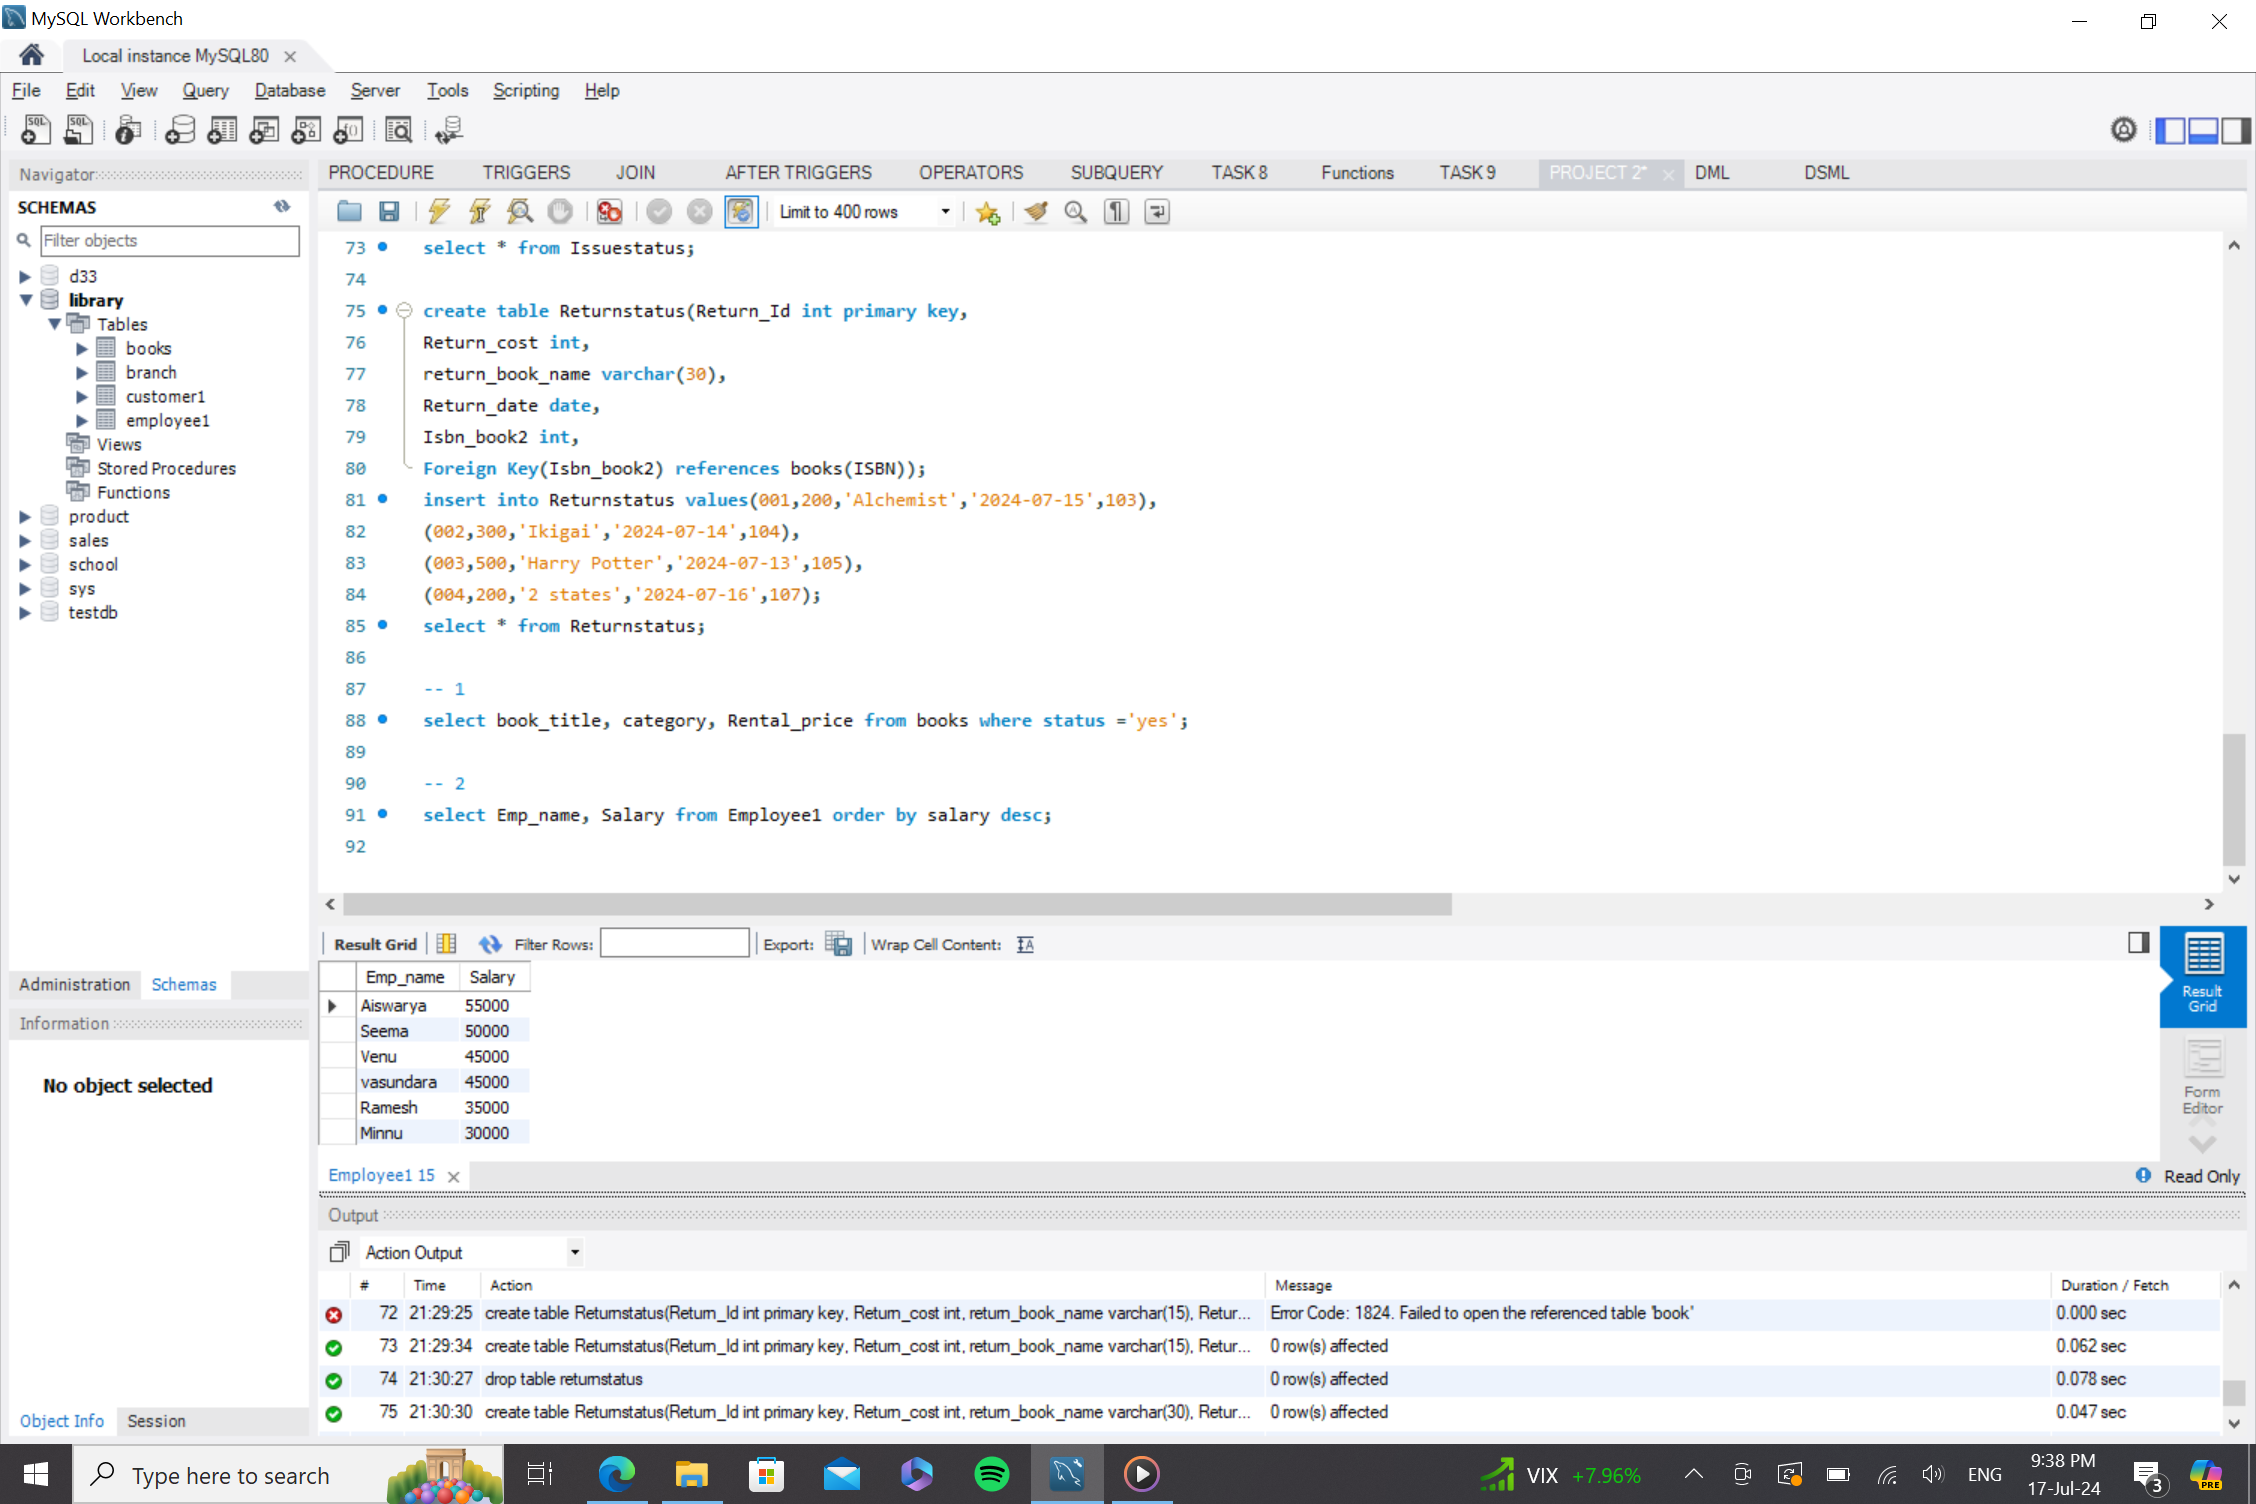 MySQL Workbench
Local instance MySQL80
File Edit View Query Database Server Tools Scripting Help
Navigator
PROCEDURE TRIGGERS JOIN AFTER TRIGGERS OPERATORS SUBQUERY TASK 8 Functions TASK 9 PROJECT 2* DML DSML
SCHEMAS
Limit to 400 rows
Filter objects
d33
library
Tables
books
branch
customer1
employee1
Views
Stored Procedures
Functions
product
sales
school
sys
testdb
73 select * from Issuestatus;
74
75 create table Returnstatus(Return_Id int primary key,
76 Return_cost int,
77 return_book_name varchar(30),
78 Return_date date,
79 Isbn_book2 int,
80 Foreign Key(Isbn_book2) references books(ISBN));
81 insert into Returnstatus values(001,200,'Alchemist','2024-07-15',103),
82 (002,300,'Ikigai','2024-07-14',104),
83 (003,500,'Harry Potter','2024-07-13',105),
84 (004,200,'2 states','2024-07-16',107);
85 select * from Returnstatus;
86
87 -- 1
88 select book_title, category, Rental_price from books where status ='yes';
89
90 -- 2
91 select Emp_name, Salary from Employee1 order by salary desc;
92
Administration Schemas
Information
No object selected
Object Info Session
Result Grid Filter Rows: Export: Wrap Cell Content:
Emp_name Salary
Aiswarya 55000
Seema 50000
Venu 45000
vasundara 45000
Ramesh 35000
Minnu 30000
Result Grid
Form Editor
Employee1 15
Read Only
Output
Action Output
# Time Action Message Duration / Fetch
72 21:29:25 create table Returnstatus(Return_Id int primary key, Return_cost int, return_book_name varchar(15), Retur... Error Code: 1824. Failed to open the referenced table 'book' 0.000 sec
73 21:29:34 create table Returnstatus(Return_Id int primary key, Return_cost int, return_book_name varchar(15), Retur... 0 row(s) affected 0.062 sec
74 21:30:27 drop table returnstatus 0 row(s) affected 0.078 sec
75 21:30:30 create table Returnstatus(Return_Id int primary key, Return_cost int, return_book_name varchar(30), Retur... 0 row(s) affected 0.047 sec
Type here to search
VIX +7.96%
ENG
9:38 PM
17-Jul-24
3
PRE